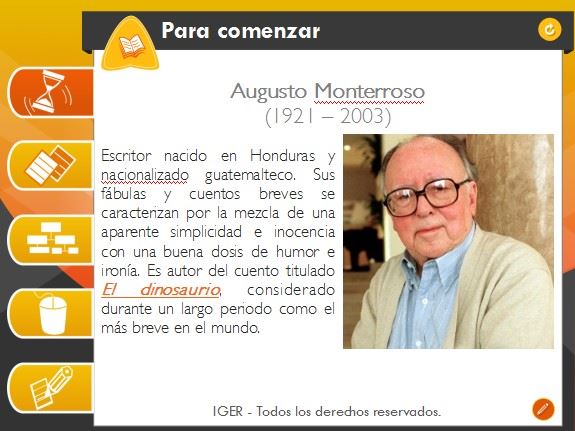 Para comenzar
Augusto Monterroso
(1921 – 2003)
Escritor nacido en Honduras y
nacionalizado guatemalteco. Sus
fábulas y cuentos breves se
caracterizan por la mezcla de una
aparente simplicidad e inocencia
con una buena dosis de humor e
ironía. Es autor del cuento titulado
El dinosaurio, considerado
durante un largo periodo como el
más breve en el mundo.
IGER - Todos los derechos reservados.